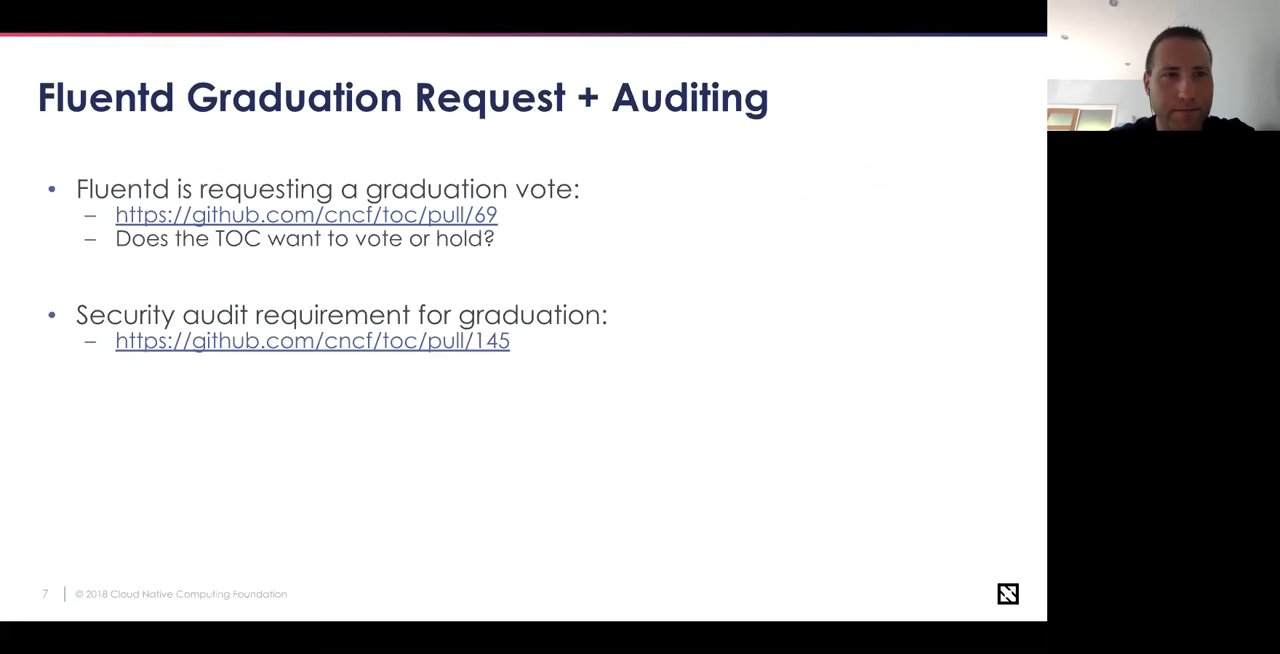 Fluentd Graduation Request + Auditing
• Fluentd is requesting a graduation vote:
– https://github.com/cncf/toc/pull/69
– Does the TOC want to vote or hold?
• Security audit requirement for graduation:
– https://github.com/cncf/toc/pull/145
7 © 2018 Cloud Native Computing Foundation